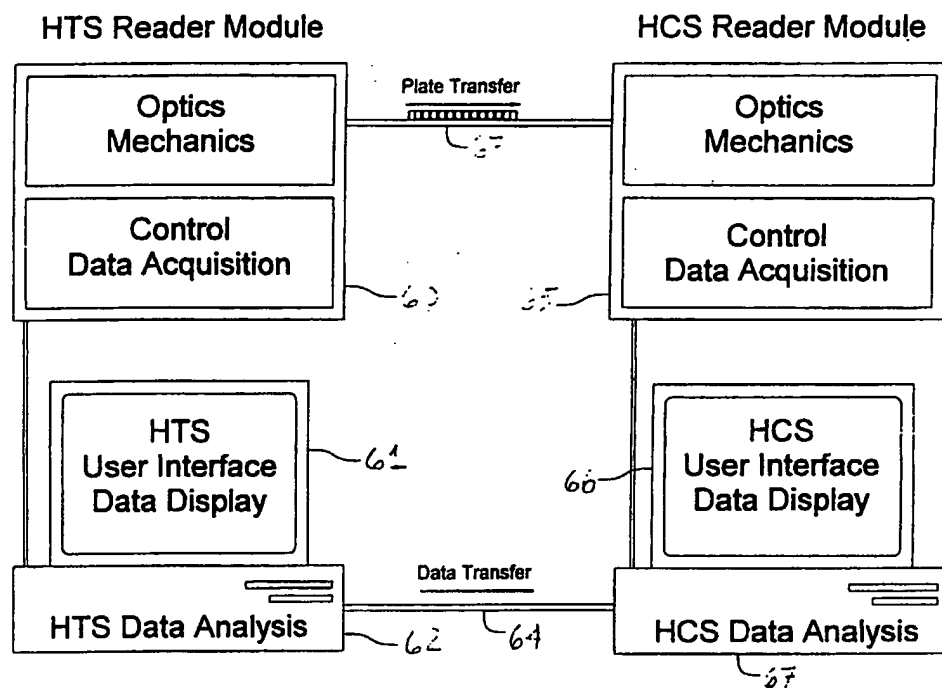 HTS Reader Module
HCS Reader Module
Optics
Mechanics
Plate Transfer
Optics
Mechanics
Control
Data Acquisition
Control
Data Acquisition
HTS
User Interface
Data Display
61
66
HCS
User Interface
Data Display
HTS Data Analysis
62
Data Transfer
64
HCS Data Analysis